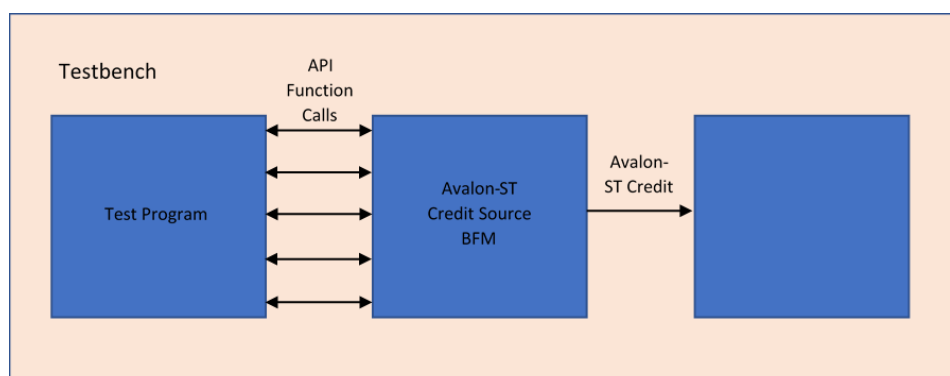 Testbench
API
Function
Calls
Test Program
Avalon-ST
Credit Source
BFM
Avalon-
ST Credit